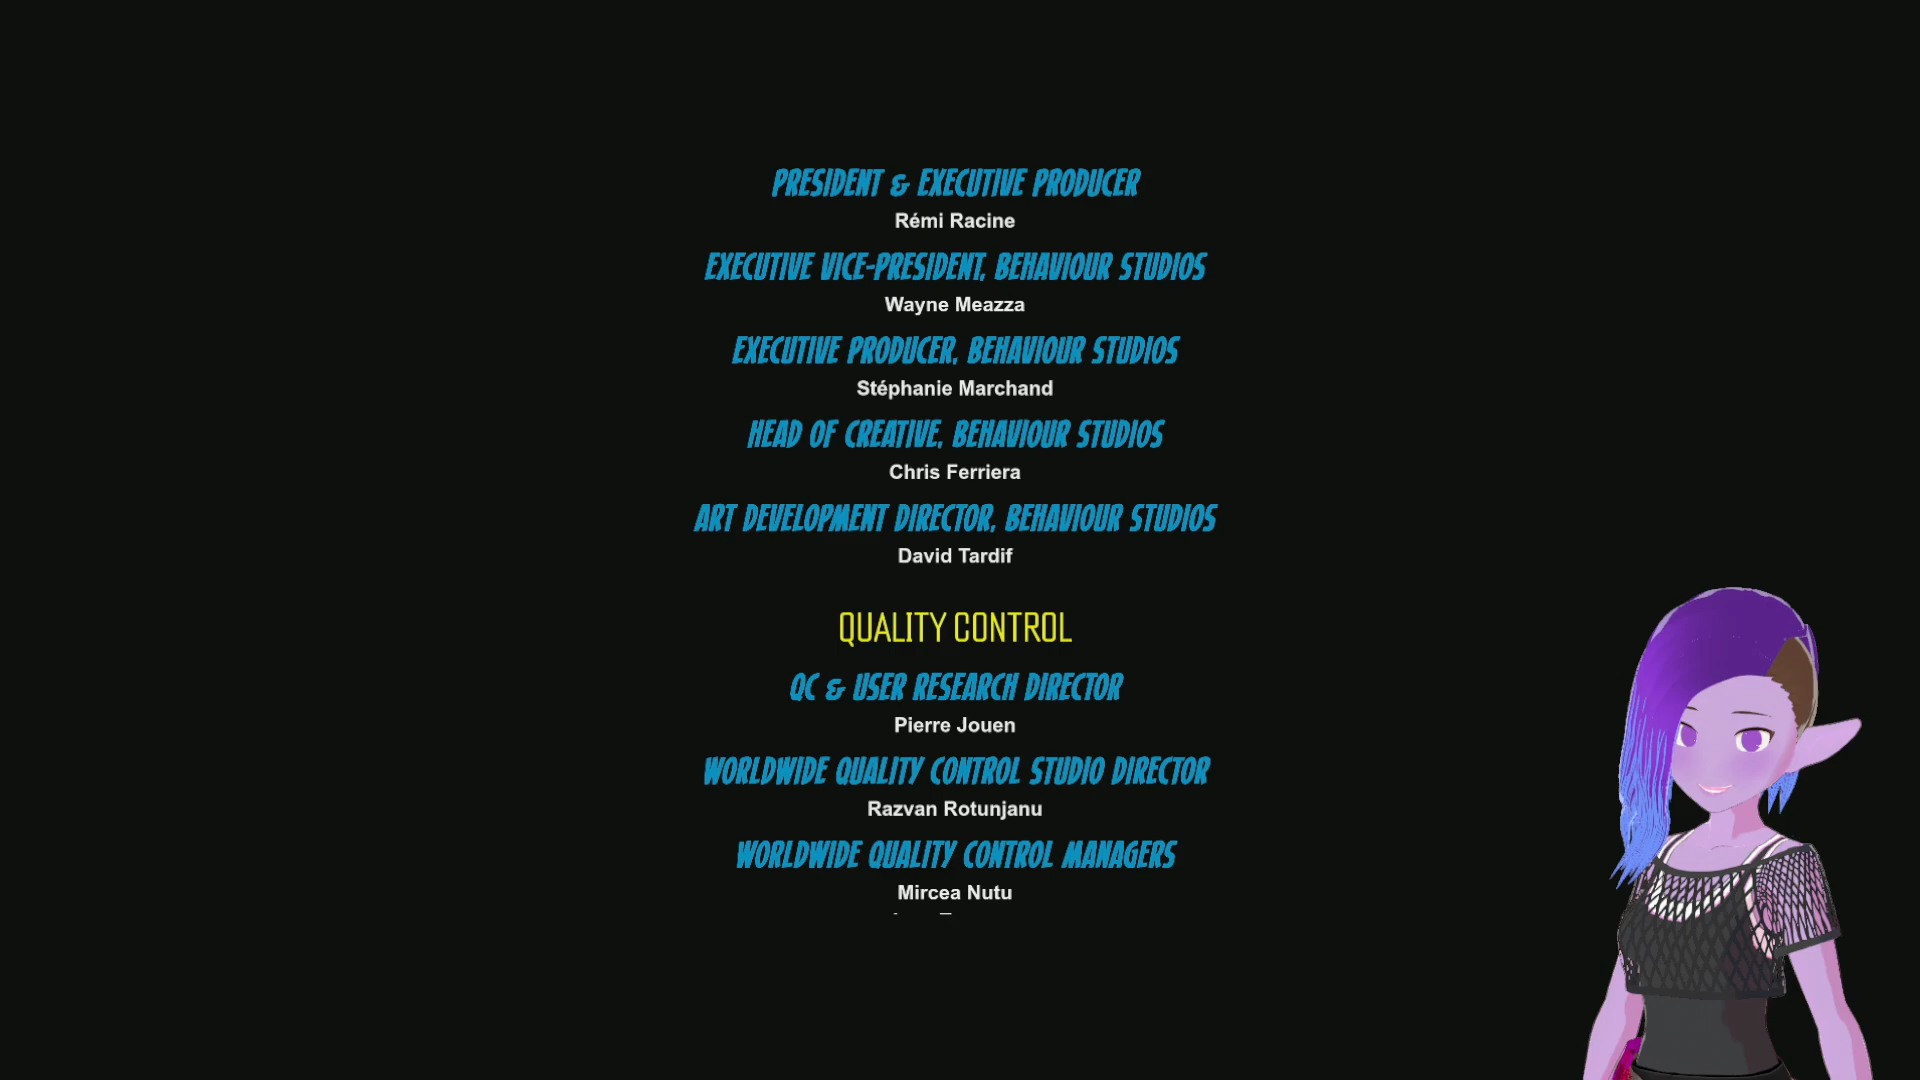 PRESIDENT & EXECUTIVE PRODUCER
Rémi Racine
EXECUTIVE VICE-PRESIDENT, BEHAVIOUR STUDIOS
Wayne Meazza
EXECUTIVE PRODUCER, BEHAVIOUR STUDIOS
Stéphanie Marchand
HEAD OF CREATIVE, BEHAVIOUR STUDIOS
Chris Ferriera
ART DEVELOPMENT DIRECTOR, BEHAVIOUR STUDIOS
David Tardif
QUALITY CONTROL
QC & USER RESEARCH DIRECTOR
Pierre Jouen
WORLDWIDE QUALITY CONTROL STUDIO DIRECTOR
Razvan Rotunjanu
WORLDWIDE QUALITY CONTROL MANAGERS
Mircea Nutu